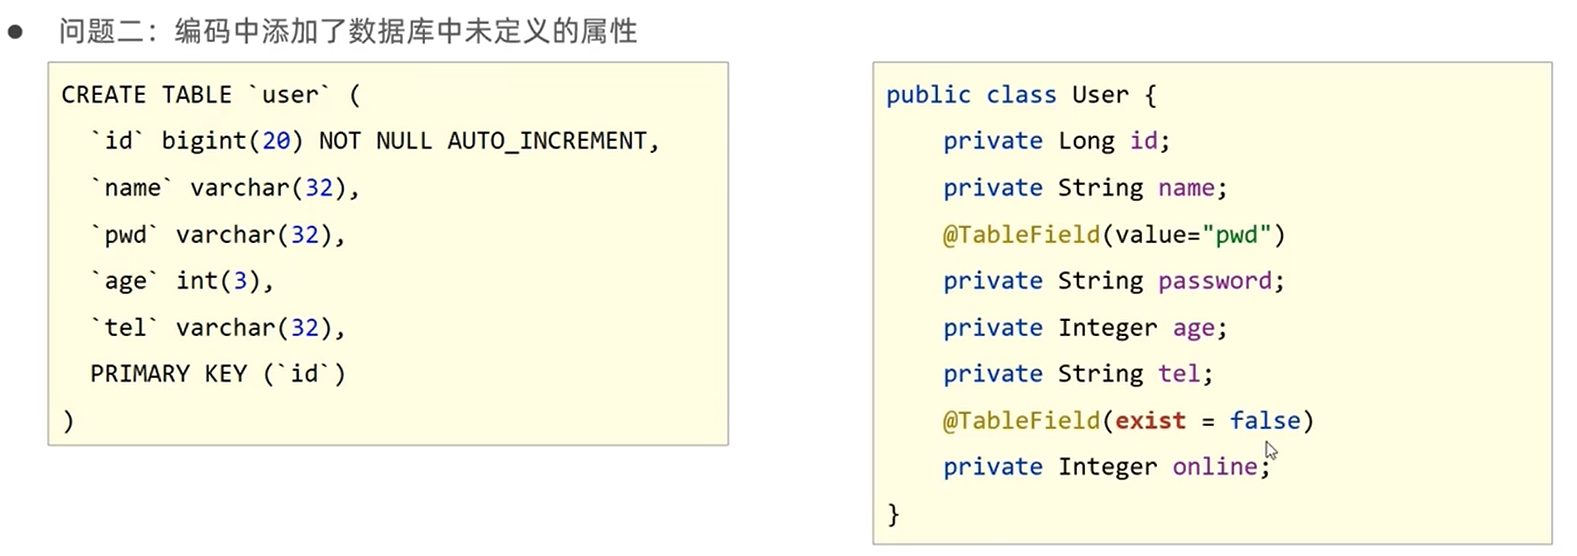 ● 问题二：编码中添加了数据库中未定义的属性
CREATE TABLE `user` (
`id` bigint(20) NOT NULL AUTO_INCREMENT,
`name` varchar(32),
`pwd` varchar(32),
`age` int(3),
`tel` varchar(32),
PRIMARY KEY (`id`)
)
public class User {
private Long id;
private String name;
@TableField(value="pwd")
private String password;
private Integer age;
private String tel;
@TableField(exist = false)
private Integer online;
}